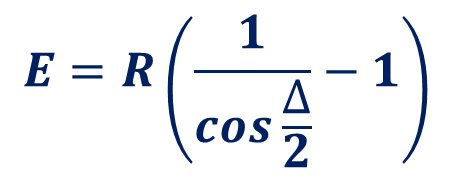 E = R ( 1 / cos Δ/2 − 1 )